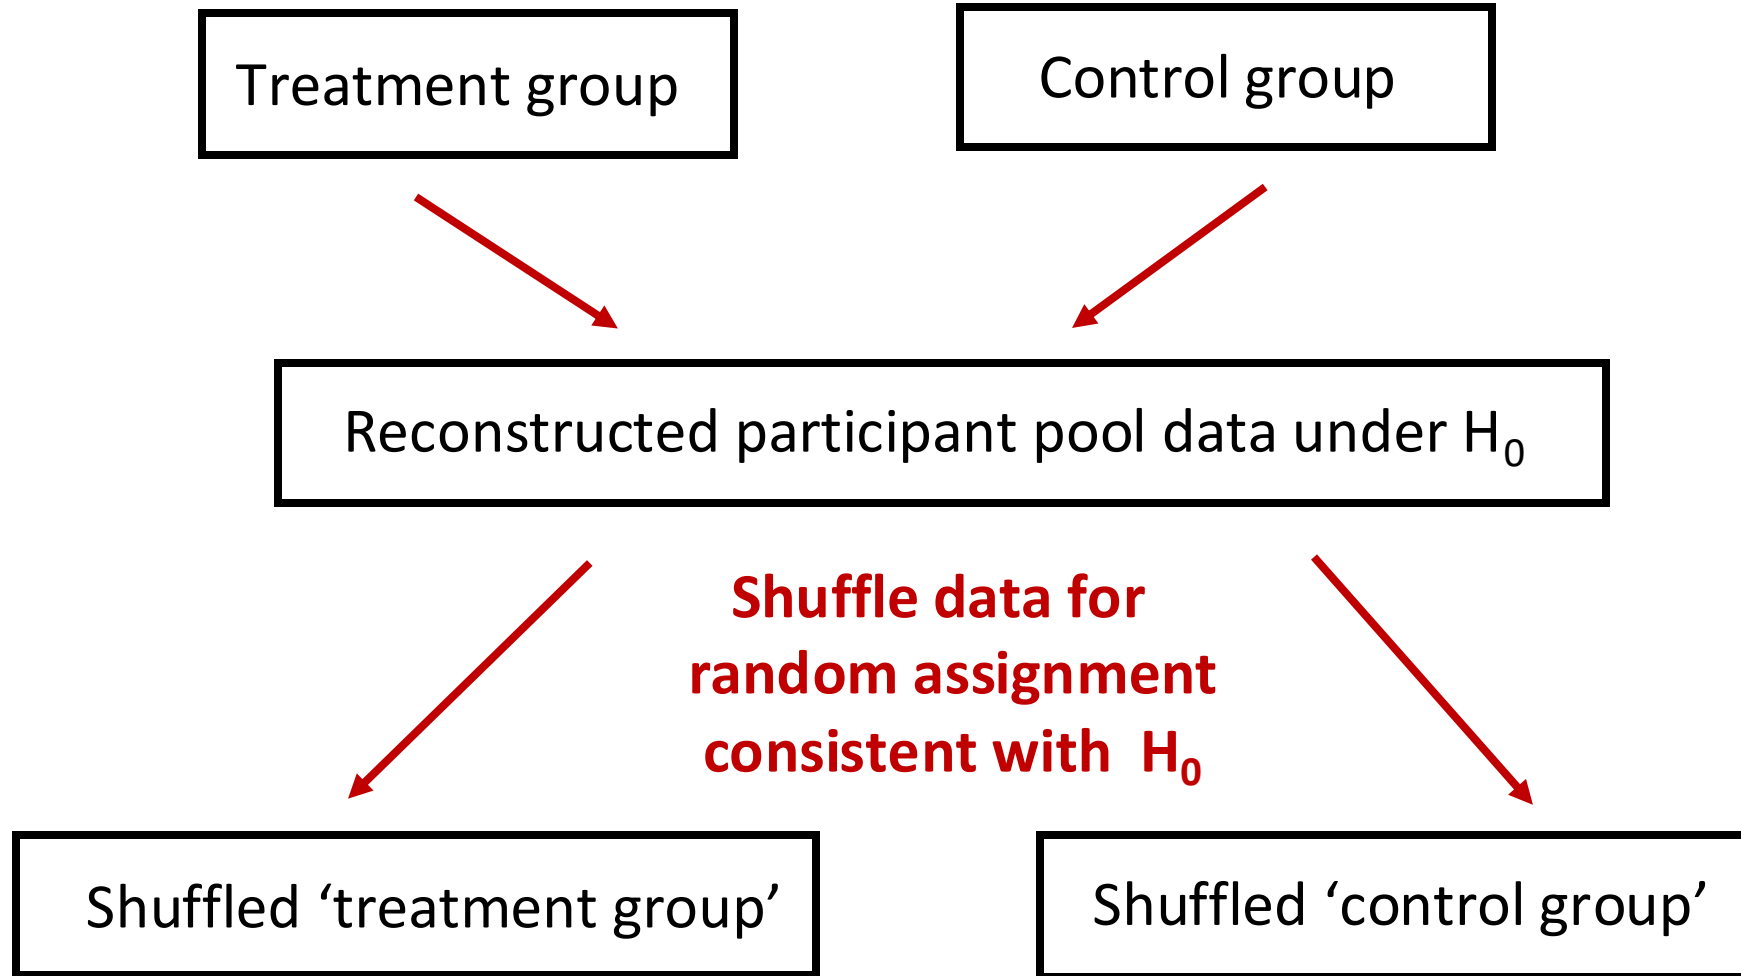 Treatment group
Control group
Reconstructed participant pool data under H₀
Shuffle data for
random assignment
consistent with H₀
Shuffled ‘treatment group’
Shuffled ‘control group’